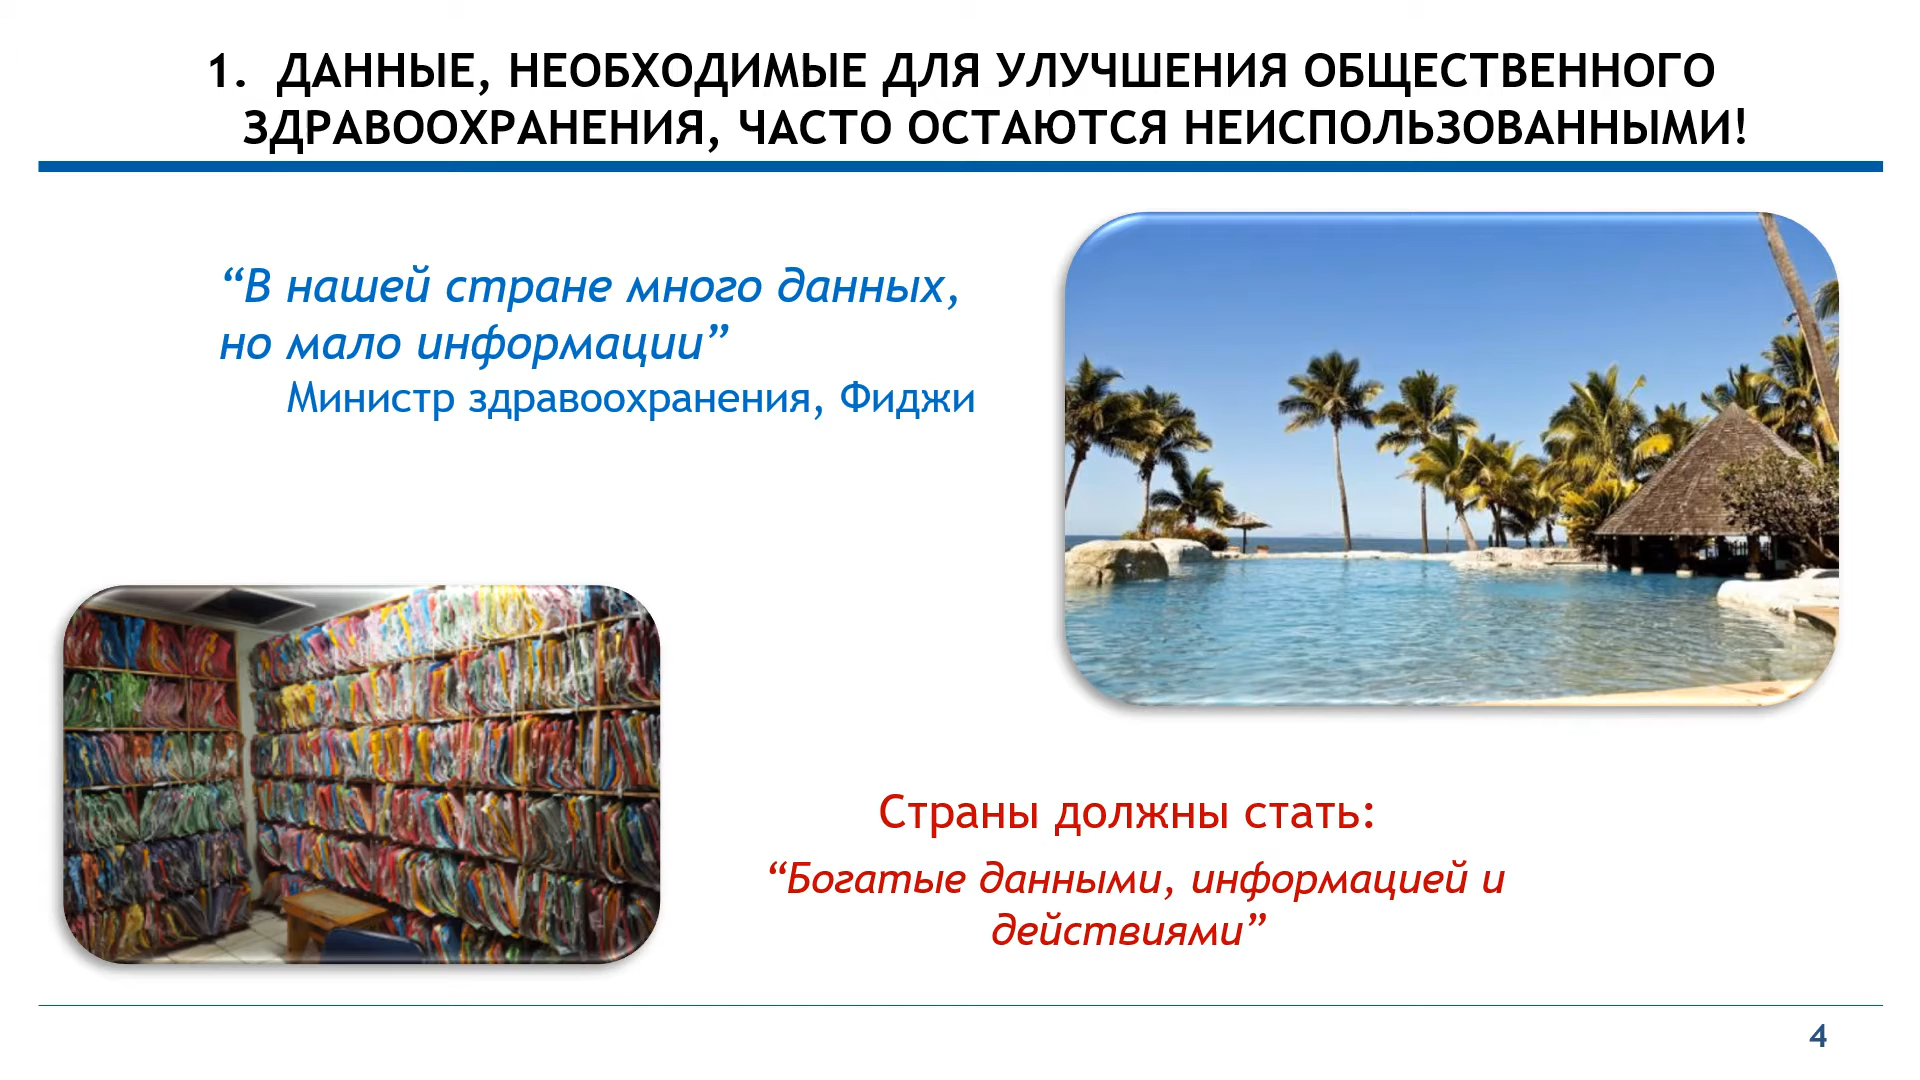 1. ДАННЫЕ, НЕОБХОДИМЫЕ ДЛЯ УЛУЧШЕНИЯ ОБЩЕСТВЕННОГО
ЗДРАВООХРАНЕНИЯ, ЧАСТО ОСТАЮТСЯ НЕИСПОЛЬЗОВАННЫМИ!
“В нашей стране много данных,
но мало информации”
Министр здравоохранения, Фиджи
Страны должны стать:
“Богатые данными, информацией и
действиями”
4